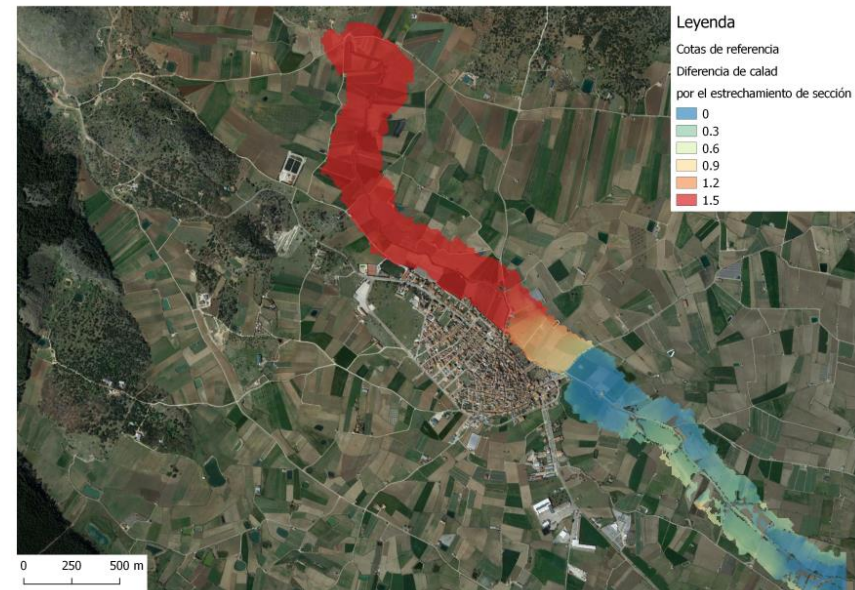 Leyenda
Cotas de referencia
Diferencia de calad
por el estrechamiento de sección
0
0.3
0.6
0.9
1.2
1.5
0 250 500 m